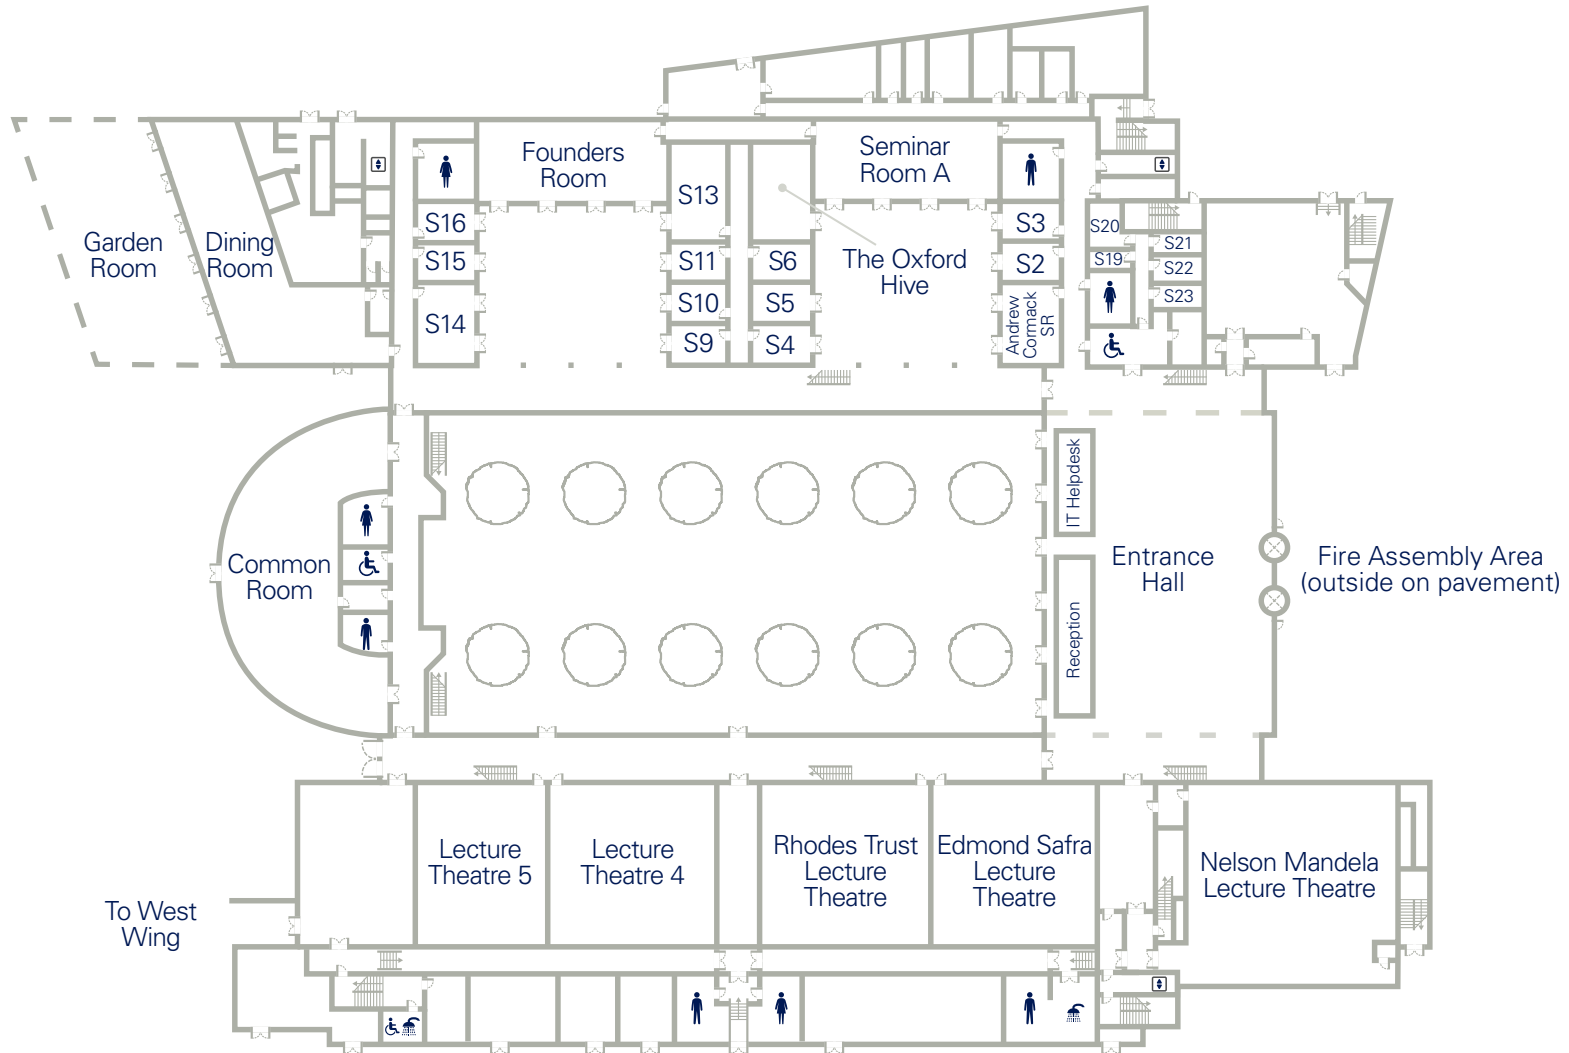 Founders
Room
Seminar
Room A
S13
S16
S3
S20
Garden
Room
Dining
Room
S15
S11
S6
The Oxford
Hive
S2
S19
S21
S22
S23
S14
S10
S5
Andrew
Cormack
SR
S9
S4
IT Helpdesk
Common
Room
Entrance
Hall
Fire Assembly Area
(outside on pavement)
Reception
Lecture
Theatre 5
Lecture
Theatre 4
Rhodes Trust
Lecture
Theatre
Edmond Safra
Lecture
Theatre
Nelson Mandela
Lecture Theatre
To West
Wing